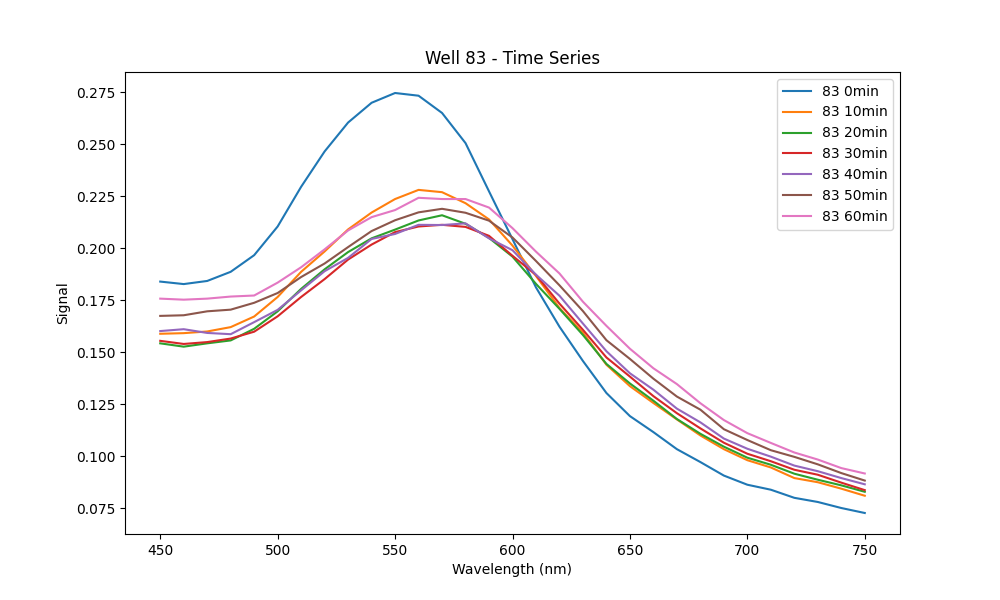 Well 83 - Time Series
83 0min
83 10min
83 20min
83 30min
83 40min
83 50min
83 60min
0.275
0.250
0.225
0.200
0.175
0.150
0.125
0.100
0.075
Signal
450 500 550 600 650 700 750
Wavelength (nm)